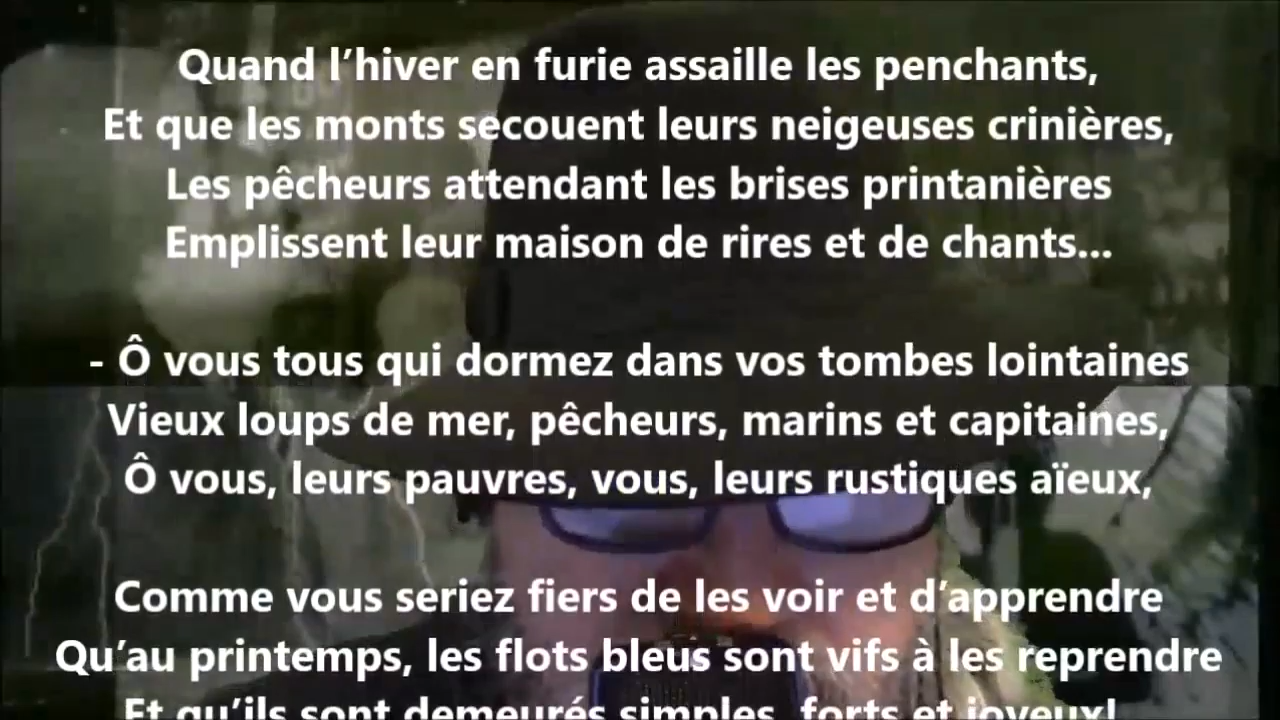 Quand l’hiver en furie assaille les penchants,
Et que les monts secouent leurs neigeuses crinières,
Les pêcheurs attendant les brises printanières
Emplissent leur maison de rires et de chants...
- Ô vous tous qui dormez dans vos tombes lointaines
Vieux loups de mer, pêcheurs, marins et capitaines,
Ô vous, leurs pauvres, vous, leurs rustiques aïeux,
Comme vous seriez fiers de les voir et d’apprendre
Qu’au printemps, les flots bleus sont vifs à les reprendre
Et qu’ils sont demeurés simples, forts et joyeux!